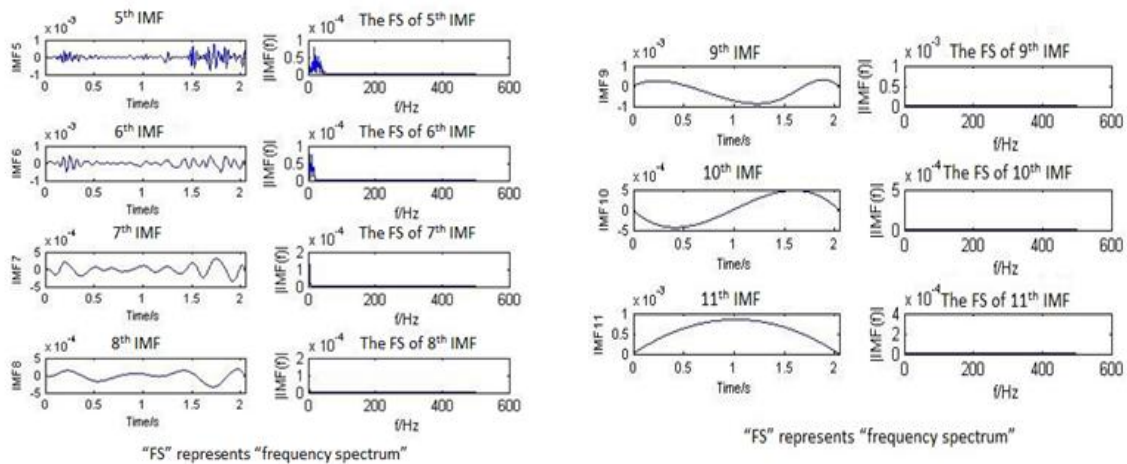 x 10⁻³ 5th IMF
IMF5
1
0
-1
0 0.5 1 1.5 2
Time/s
x 10⁻⁴ The FS of 5th IMF
|IMF(f)|
1
0.5
0
0 200 400 600
f/Hz
x 10⁻³ 6th IMF
IMF6
1
0
-1
0 0.5 1 1.5 2
Time/s
x 10⁻⁴ The FS of 6th IMF
|IMF(f)|
1
0.5
0
0 200 400 600
f/Hz
x 10⁻⁴ 7th IMF
IMF7
5
0
-5
0 0.5 1 1.5 2
Time/s
x 10⁻⁴ The FS of 7th IMF
|IMF(f)|
2
1
0
0 200 400 600
f/Hz
x 10⁻⁴ 8th IMF
IMF8
5
0
-5
0 0.5 1 1.5 2
Time/s
x 10⁻⁴ The FS of 8th IMF
|IMF(f)|
2
1
0
0 200 400 600
f/Hz
“FS” represents “frequency spectrum”
x 10⁻³ 9th IMF
IMF9
1
0
-1
0 0.5 1 1.5 2
Time/s
x 10⁻³ The FS of 9th IMF
|IMF(f)|
1
0.5
0
0 200 400 600
f/Hz
x 10⁻⁴ 10th IMF
IMF10
5
0
-5
0 0.5 1 1.5 2
Time/s
x 10⁻⁴ The FS of 10th IMF
|IMF(f)|
5
0
0 200 400 600
f/Hz
x 10⁻³ 11th IMF
IMF11
1
0.5
0
0 0.5 1 1.5 2
Time/s
x 10⁻⁴ The FS of 11th IMF
|IMF(f)|
4
2
0
0 200 400 600
f/Hz
“FS” represents “frequency spectrum”